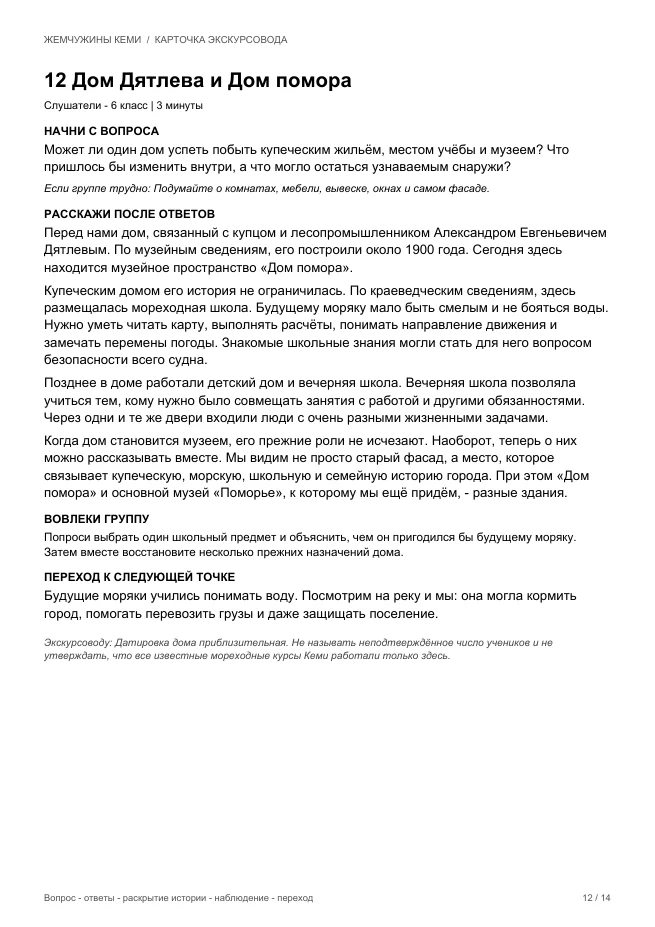 ЖЕМЧУЖИНЫ КЕМИ / КАРТОЧКА ЭКСКУРСОВОДА
12 Дом Дятлева и Дом помора
Слушатели - 6 класс | 3 минуты
НАЧНИ С ВОПРОСА
Может ли один дом успеть побыть купеческим жильём, местом учёбы и музеем? Что
пришлось бы изменить внутри, а что могло остаться узнаваемым снаружи?
Если группе трудно: Подумайте о комнатах, мебели, вывеске, окнах и самом фасаде.
РАССКАЖИ ПОСЛЕ ОТВЕТОВ
Перед нами дом, связанный с купцом и лесопромышленником Александром Евгеньевичем
Дятлевым. По музейным сведениям, его построили около 1900 года. Сегодня здесь
находится музейное пространство «Дом помора».
Купеческим домом его история не ограничилась. По краеведческим сведениям, здесь
размещалась мореходная школа. Будущему моряку мало быть смелым и не бояться воды.
Нужно уметь читать карту, выполнять расчёты, понимать направление движения и
замечать перемены погоды. Знакомые школьные знания могли стать для него вопросом
безопасности всего судна.
Позднее в доме работали детский дом и вечерняя школа. Вечерняя школа позволяла
учиться тем, кому нужно было совмещать занятия с работой и другими обязанностями.
Через одни и те же двери входили люди с очень разными жизненными задачами.
Когда дом становится музеем, его прежние роли не исчезают. Наоборот, теперь о них
можно рассказывать вместе. Мы видим не просто старый фасад, а место, которое
связывает купеческую, морскую, школьную и семейную историю города. При этом «Дом
помора» и основной музей «Поморье», к которому мы ещё придём, - разные здания.
ВОВЛЕКИ ГРУППУ
Попроси выбрать один школьный предмет и объяснить, чем он пригодился бы будущему моряку.
Затем вместе восстановите несколько прежних назначений дома.
ПЕРЕХОД К СЛЕДУЮЩЕЙ ТОЧКЕ
Будущие моряки учились понимать воду. Посмотрим на реку и мы: она могла кормить
город, помогать перевозить грузы и даже защищать поселение.
Экскурсоводу: Датировка дома приблизительная. Не называть неподтверждённое число учеников и не
утверждать, что все известные мореходные курсы Кеми работали только здесь.
Вопрос - ответы - раскрытие истории - наблюдение - переход
12 / 14